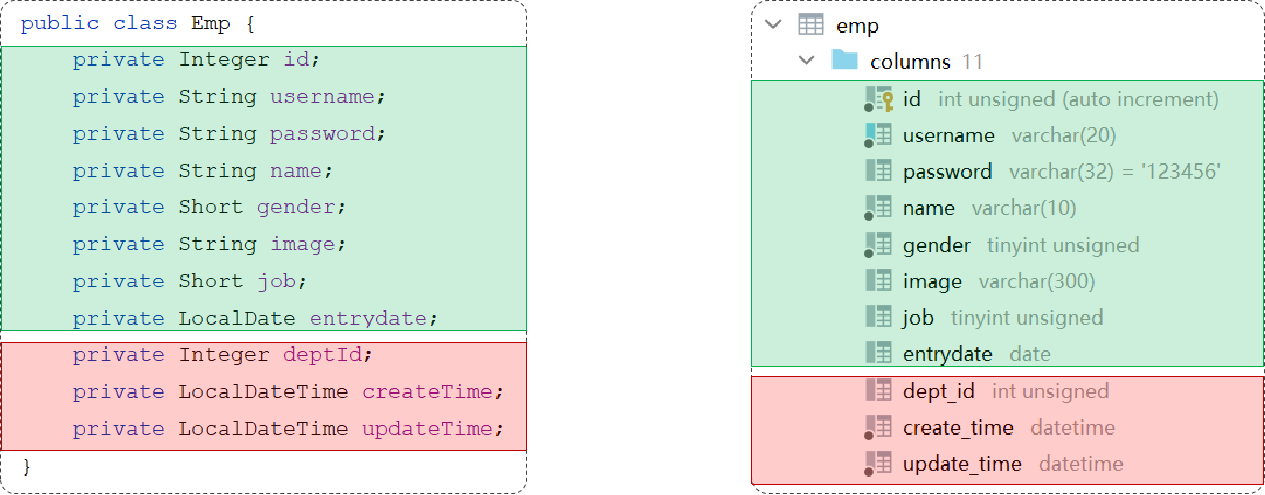 public class Emp {
private Integer id;
private String username;
private String password;
private String name;
private Short gender;
private String image;
private Short job;
private LocalDate entrydate;
private Integer deptId;
private LocalDateTime createTime;
private LocalDateTime updateTime;
}
emp
columns 11
id int unsigned (auto increment)
username varchar(20)
password varchar(32) = '123456'
name varchar(10)
gender tinyint unsigned
image varchar(300)
job tinyint unsigned
entrydate date
dept_id int unsigned
create_time datetime
update_time datetime